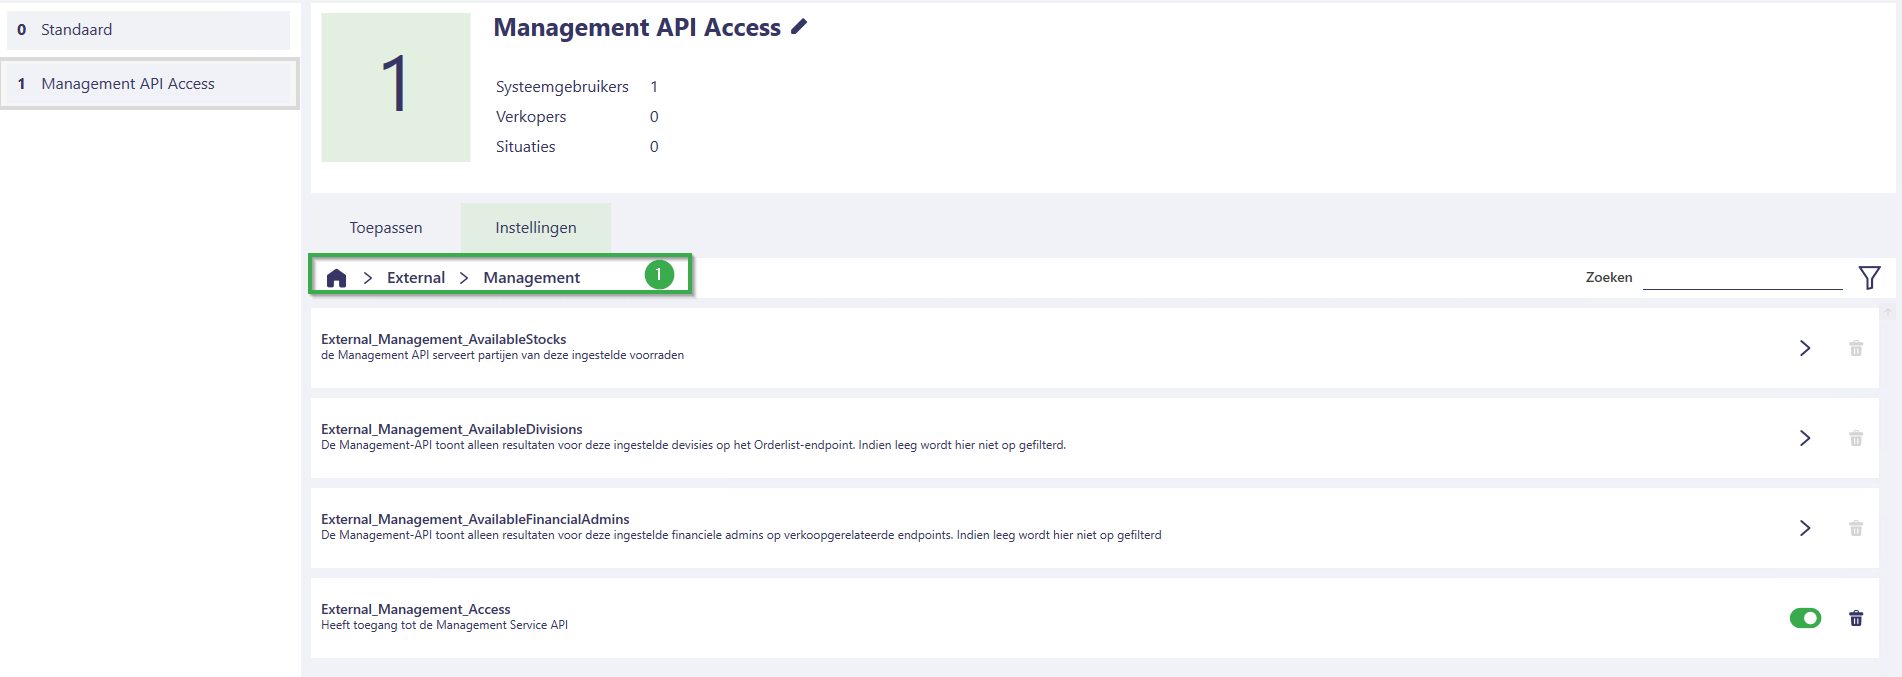 0 Standaard
1 Management API Access
1
Management API Access
Systeemgebruikers 1
Verkopers 0
Situaties 0
Toepassen Instellingen
> External > Management 1 Zoeken
External_Management_AvailableStocks
de Management API serveert partijen van deze ingestelde voorraden
External_Management_AvailableDivisions
De Management-API toont alleen resultaten voor deze ingestelde devisies op het Orderlist-endpoint. Indien leeg wordt hier niet op gefilterd.
External_Management_AvailableFinancialAdmins
De Management-API toont alleen resultaten voor deze ingestelde financiele admins op verkoopgerelateerde endpoints. Indien leeg wordt hier niet op gefilterd
External_Management_Access
Heeft toegang tot de Management Service API